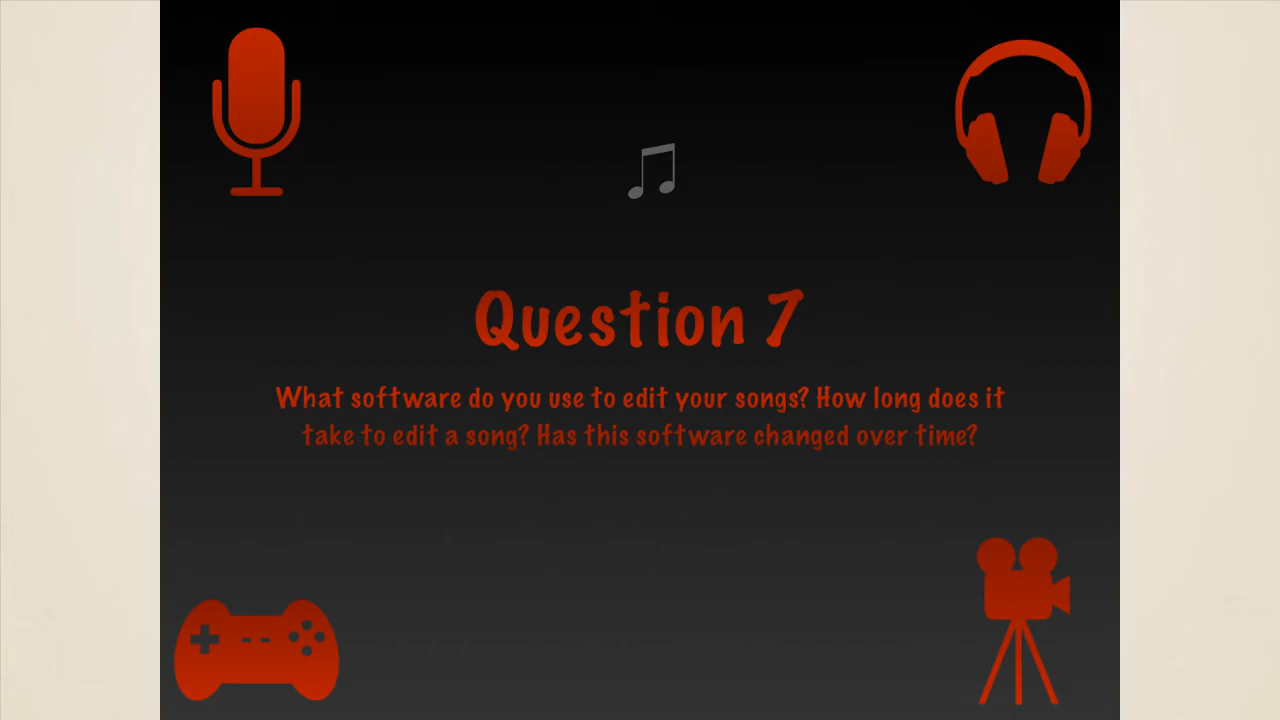 Question 7
What software do you use to edit your songs? How long does it
take to edit a song? Has this software changed over time?